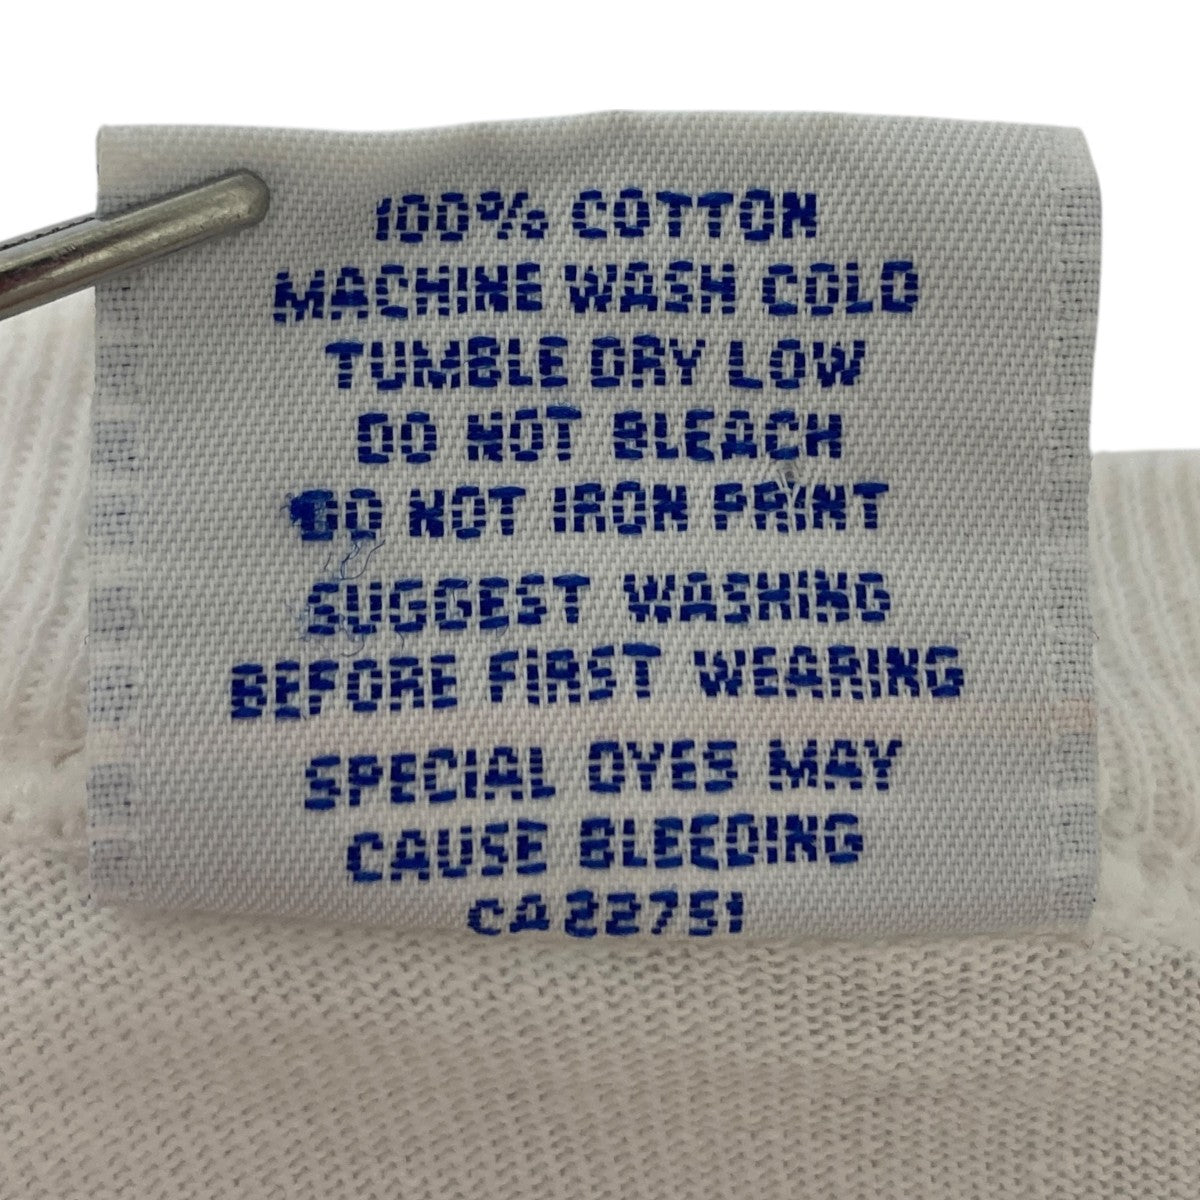 100% COTTON
MACHINE WASH COLD
TUMBLE DRY LOW
DO NOT BLEACH
DO NOT IRON PRINT
SUGGEST WASHING
BEFORE FIRST WEARING
SPECIAL DYES MAY
CAUSE BLEEDING
CA 22751